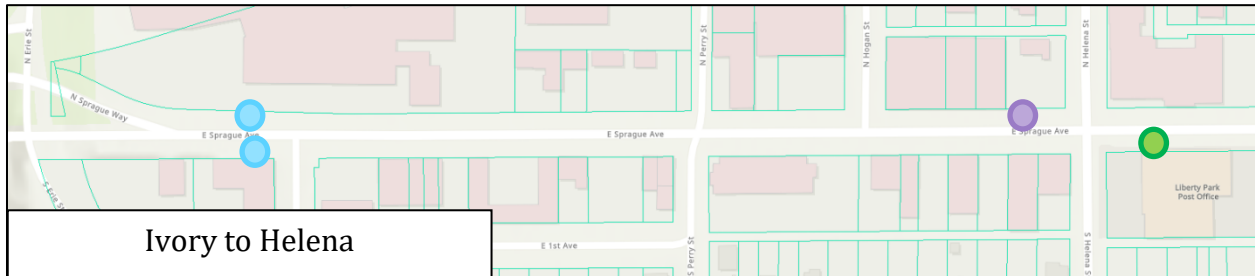 N Erie St
N Sprague Way
E Sprague Ave
E Sprague Ave
E Sprague Ave
N Perry St
N Hogan St
N Helena St
S Erie St
E 1st Ave
S Perry St
S Helena S
Liberty Park
Post Office
Ivory to Helena